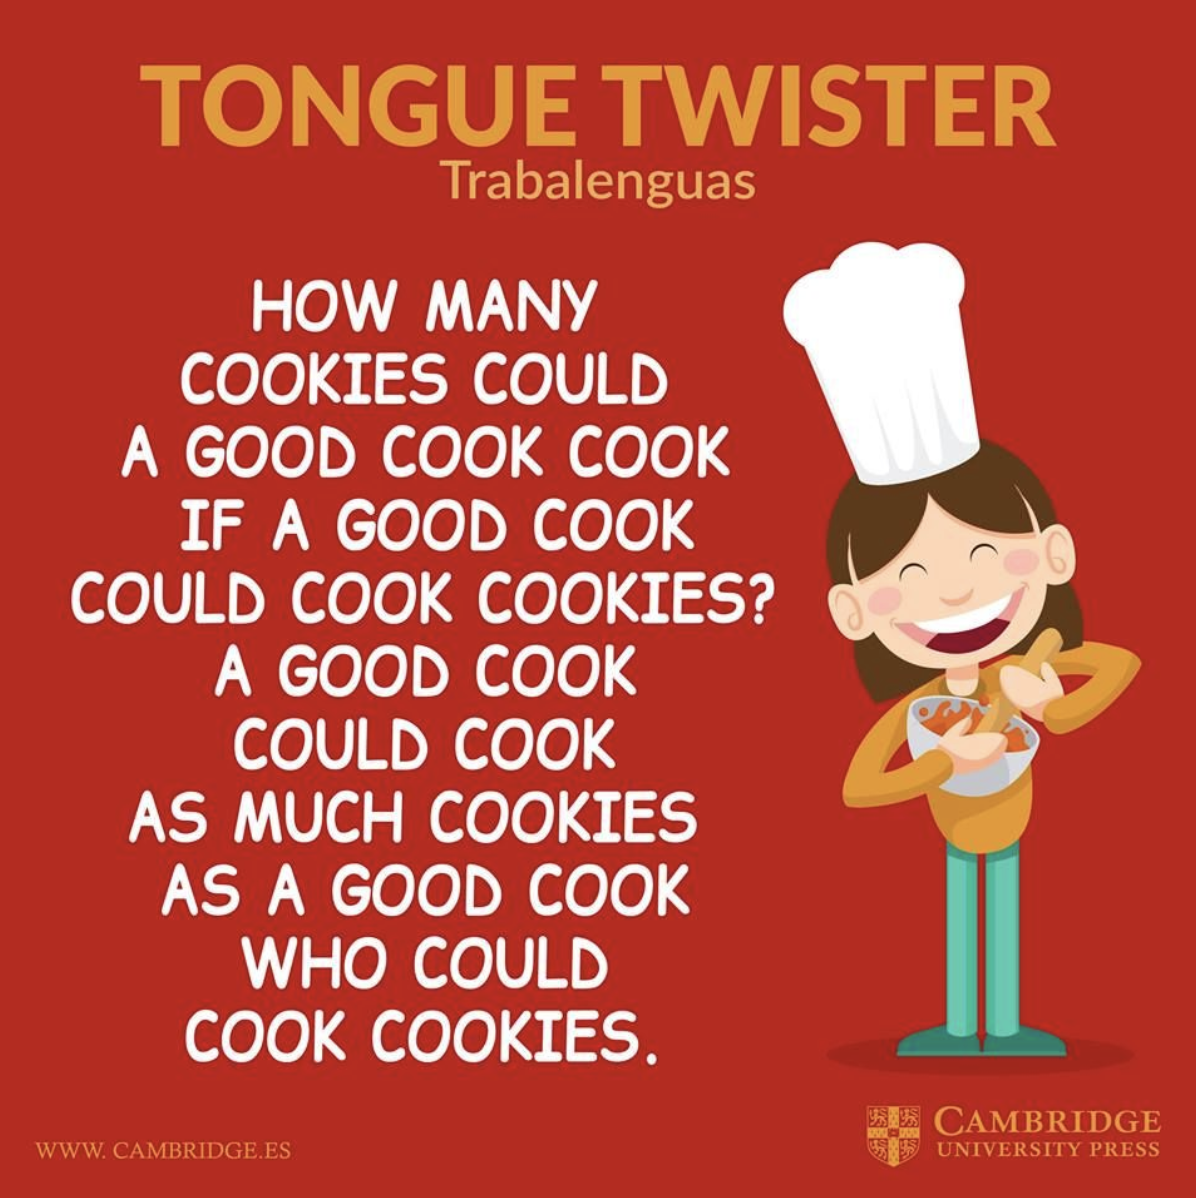 TONGUE TWISTER
Trabalenguas
HOW MANY
COOKIES COULD
A GOOD COOK COOK
IF A GOOD COOK
COULD COOK COOKIES?
A GOOD COOK
COULD COOK
AS MUCH COOKIES
AS A GOOD COOK
WHO COULD
COOK COOKIES.
WWW. CAMBRIDGE.ES
CAMBRIDGE
UNIVERSITY PRESS